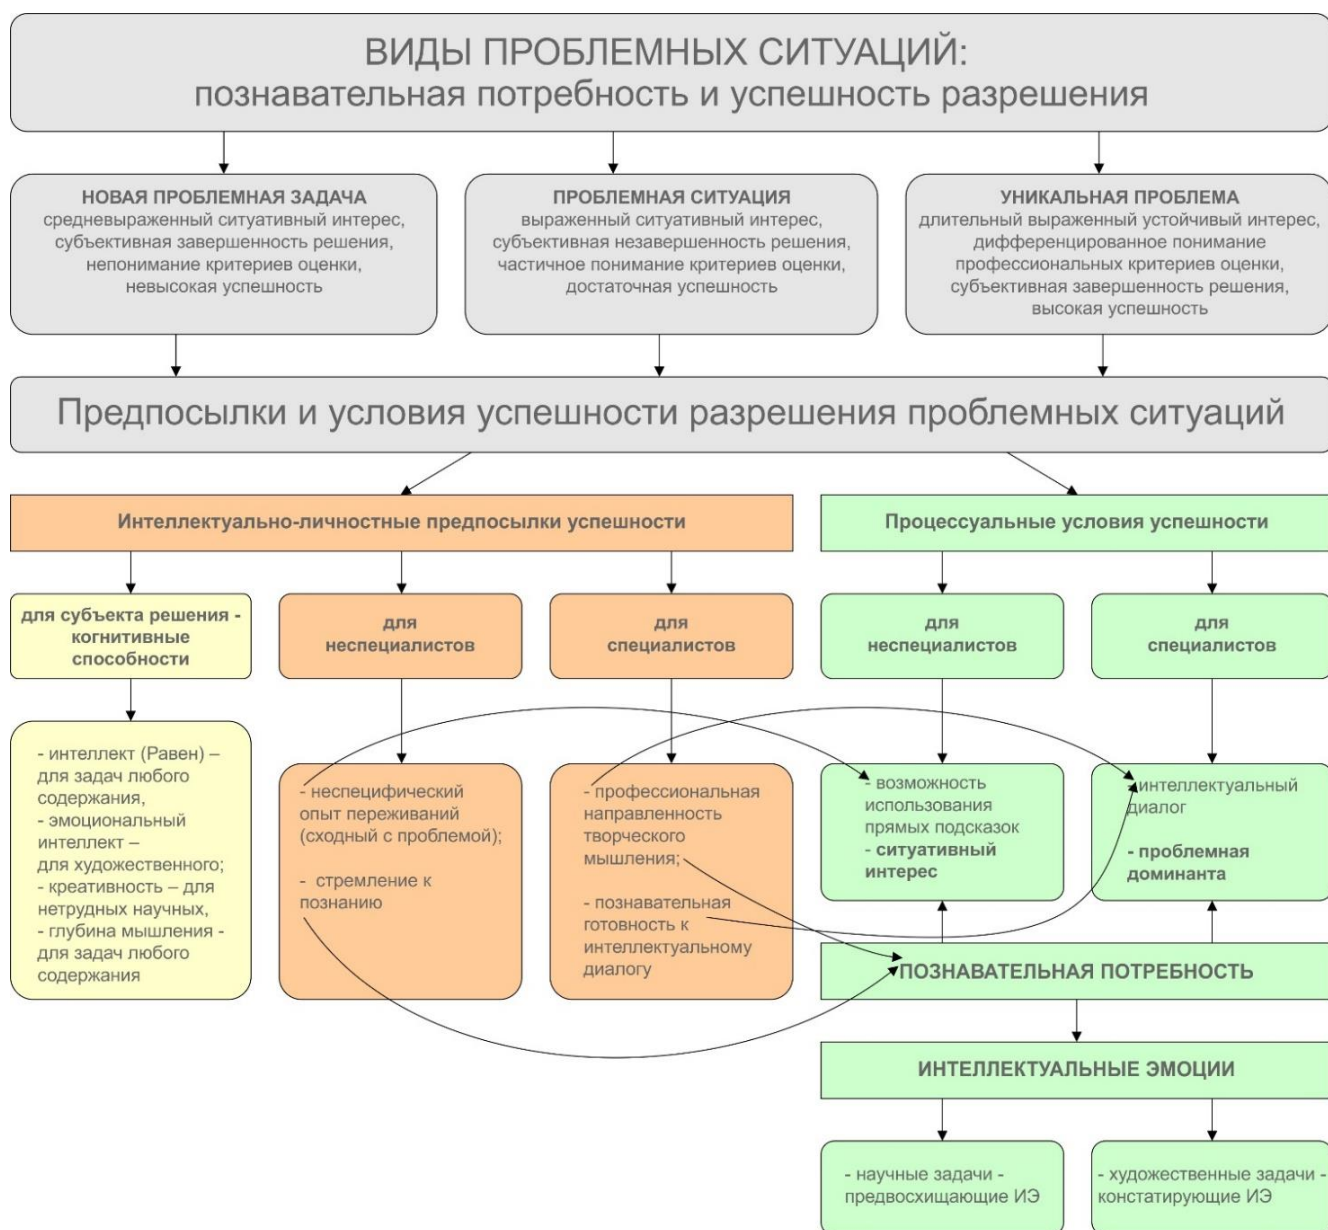 ВИДЫ ПРОБЛЕМНЫХ СИТУАЦИЙ:
познавательная потребность и успешность разрешения
НОВАЯ ПРОБЛЕМНАЯ ЗАДАЧА
средневыраженный ситуативный интерес,
субъективная завершенность решения,
непонимание критериев оценки,
невысокая успешность
ПРОБЛЕМНАЯ СИТУАЦИЯ
выраженный ситуативный интерес,
субъективная незавершенность решения,
частичное понимание критериев оценки,
достаточная успешность
УНИКАЛЬНАЯ ПРОБЛЕМА
длительный выраженный устойчивый интерес,
дифференцированное понимание
профессиональных критериев оценки,
субъективная завершенность решения,
высокая успешность
Предпосылки и условия успешности разрешения проблемных ситуаций
Интеллектуально-личностные предпосылки успешности
Процессуальные условия успешности
для субъекта решения -
когнитивные
способности
для
неспециалистов
для
специалистов
для
неспециалистов
для
специалистов
- интеллект (Равен) –
для задач любого
содержания,
- эмоциональный
интеллект –
для художественного;
- креативность – для
нетрудных научных,
- глубина мышления -
для задач любого
содержания
- неспецифический
опыт переживаний
(сходный с проблемой);
- стремление к
познанию
- профессиональная
направленность
творческого
мышления;
- познавательная
готовность к
интеллектуальному
диалогу
- возможность
использования
прямых подсказок
- ситуативный
интерес
- интеллектуальный
диалог
- проблемная
доминанта
ПОЗНАВАТЕЛЬНАЯ ПОТРЕБНОСТЬ
ИНТЕЛЛЕКТУАЛЬНЫЕ ЭМОЦИИ
- научные задачи -
предвосхищающие ИЭ
- художественные задачи -
констатирующие ИЭ